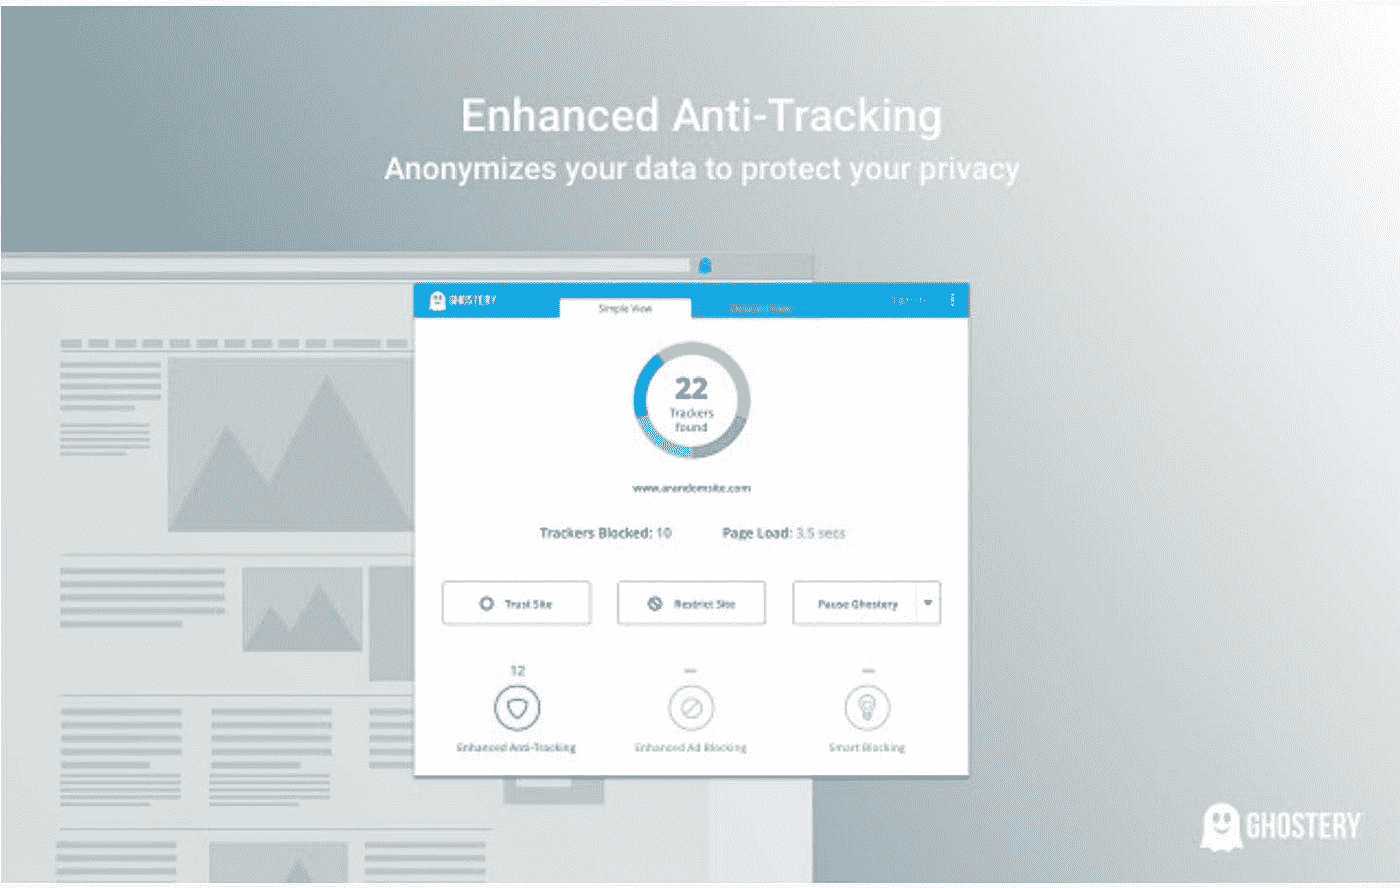 Enhanced Anti-Tracking
Anonymizes your data to protect your privacy
GHOSTERY
Simple View
22
Trackers
found
www.arandomsite.com
Trackers Blocked: 10
Page Load: 3.5 secs
Trust Site
Restrict Site
Pause Ghostery
12
Enhanced Anti-Tracking
Enhanced Ad Blocking
Smart Blocking
GHOSTERY